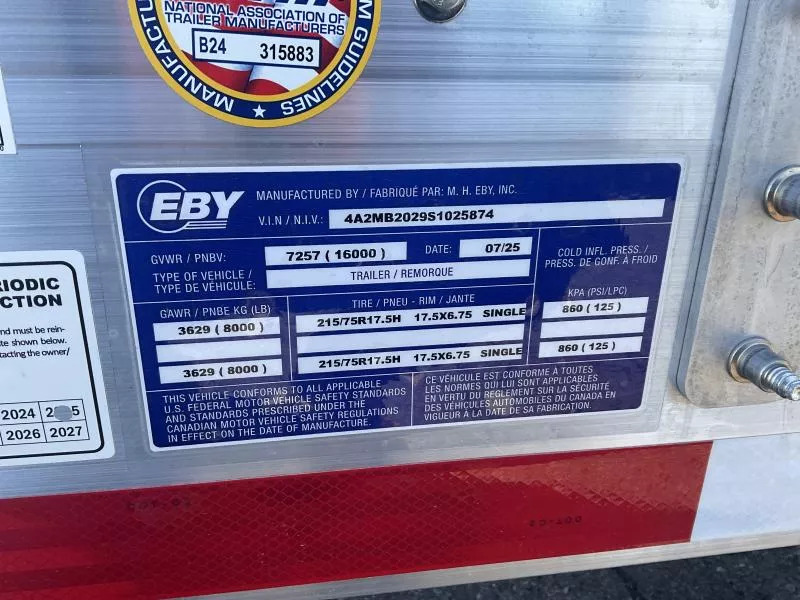 NATIONAL ASSOCIATION OF
TRAILER MANUFACTURERS
B24 315883
GUIDELINES ★ MANUFACTUR
EBY
MANUFACTURED BY / FABRIQUÉ PAR: M. H. EBY, INC.
V.I.N / N.I.V.: 4A2MB2029S1025874
GVWR / PNBV: 7257 ( 16000 ) DATE: 07/25
TYPE OF VEHICLE /
TYPE DE VÉHICULE: TRAILER / REMORQUE
COLD INFL. PRESS. /
PRESS. DE GONF. À FROID
GAWR / PNBE KG (LB) TIRE / PNEU - RIM / JANTE KPA (PSI/LPC)
3629 ( 8000 ) 215/75R17.5H 17.5X6.75 SINGLE 860 ( 125 )
3629 ( 8000 ) 215/75R17.5H 17.5X6.75 SINGLE 860 ( 125 )
THIS VEHICLE CONFORMS TO ALL APPLICABLE
U.S. FEDERAL MOTOR VEHICLE SAFETY STANDARDS
AND STANDARDS PRESCRIBED UNDER THE
CANADIAN MOTOR VEHICLE SAFETY REGULATIONS
IN EFFECT ON THE DATE OF MANUFACTURE.
CE VÉHICULE EST CONFORME À TOUTES
LES NORMES QUI LUI SONT APPLICABLES
EN VERTU DU RÈGLEMENT SUR LA SÉCURITÉ
DES VÉHICULES AUTOMOBILES DU CANADA EN
VIGUEUR À LA DATE DE SA FABRICATION.
RIODIC
CTION
nd must be rein-
te shown below.
tacting the owner/
2024
2026 2027
DOT-C2